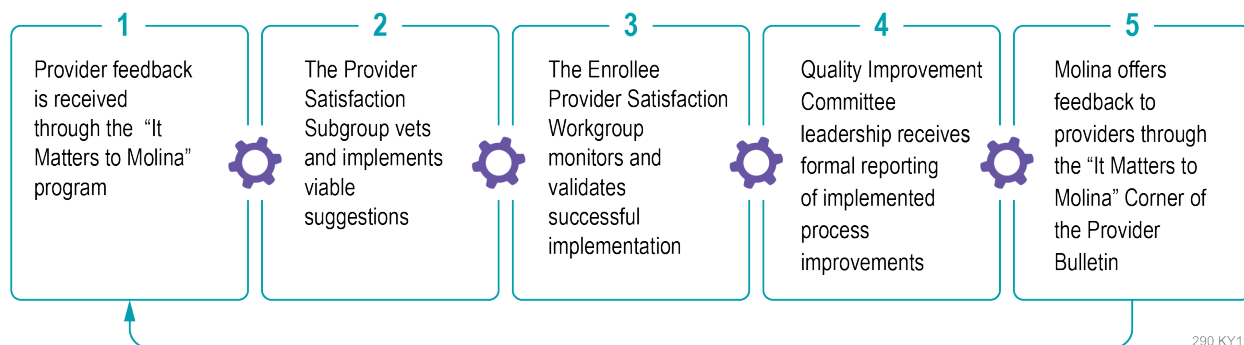 1
Provider feedback
is received
through the “It
Matters to Molina”
program
2
The Provider
Satisfaction
Subgroup vets
and implements
viable
suggestions
3
The Enrollee
Provider Satisfaction
Workgroup
monitors and
validates
successful
implementation
4
Quality Improvement
Committee
leadership receives
formal reporting
of implemented
process
improvements
5
Molina offers
feedback to
providers through
the “It Matters to
Molina” Corner of
the Provider
Bulletin
290 KY1